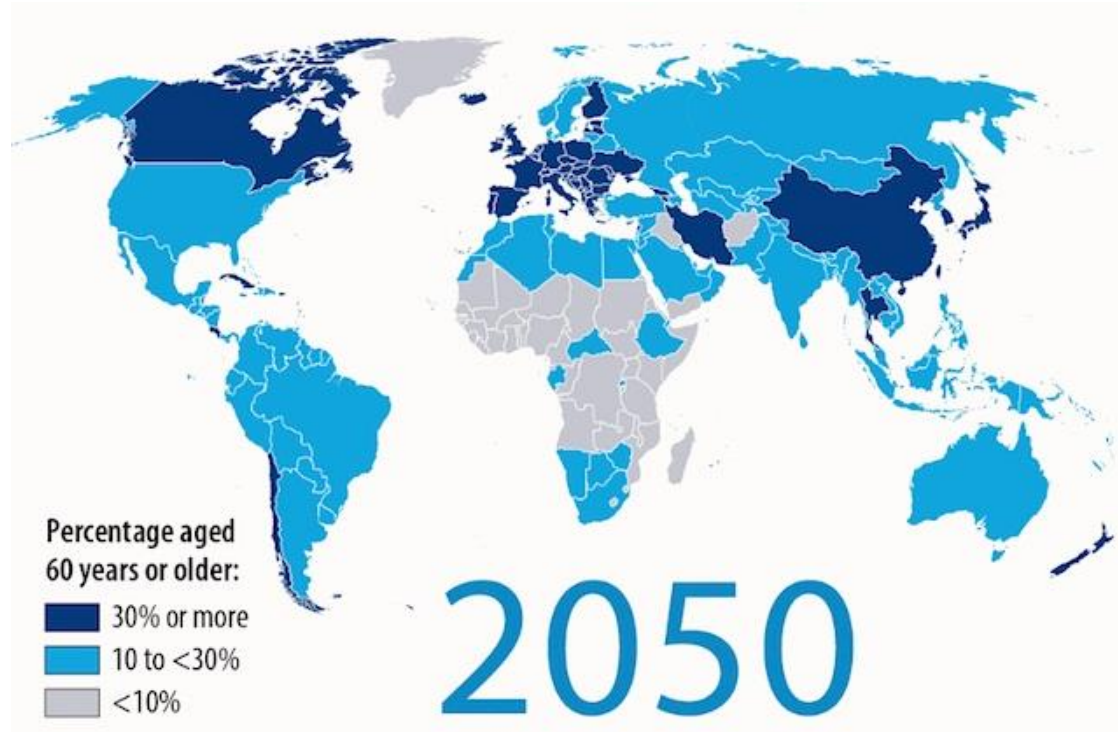 Percentage aged
60 years or older:
30% or more
10 to <30%
<10%
2050